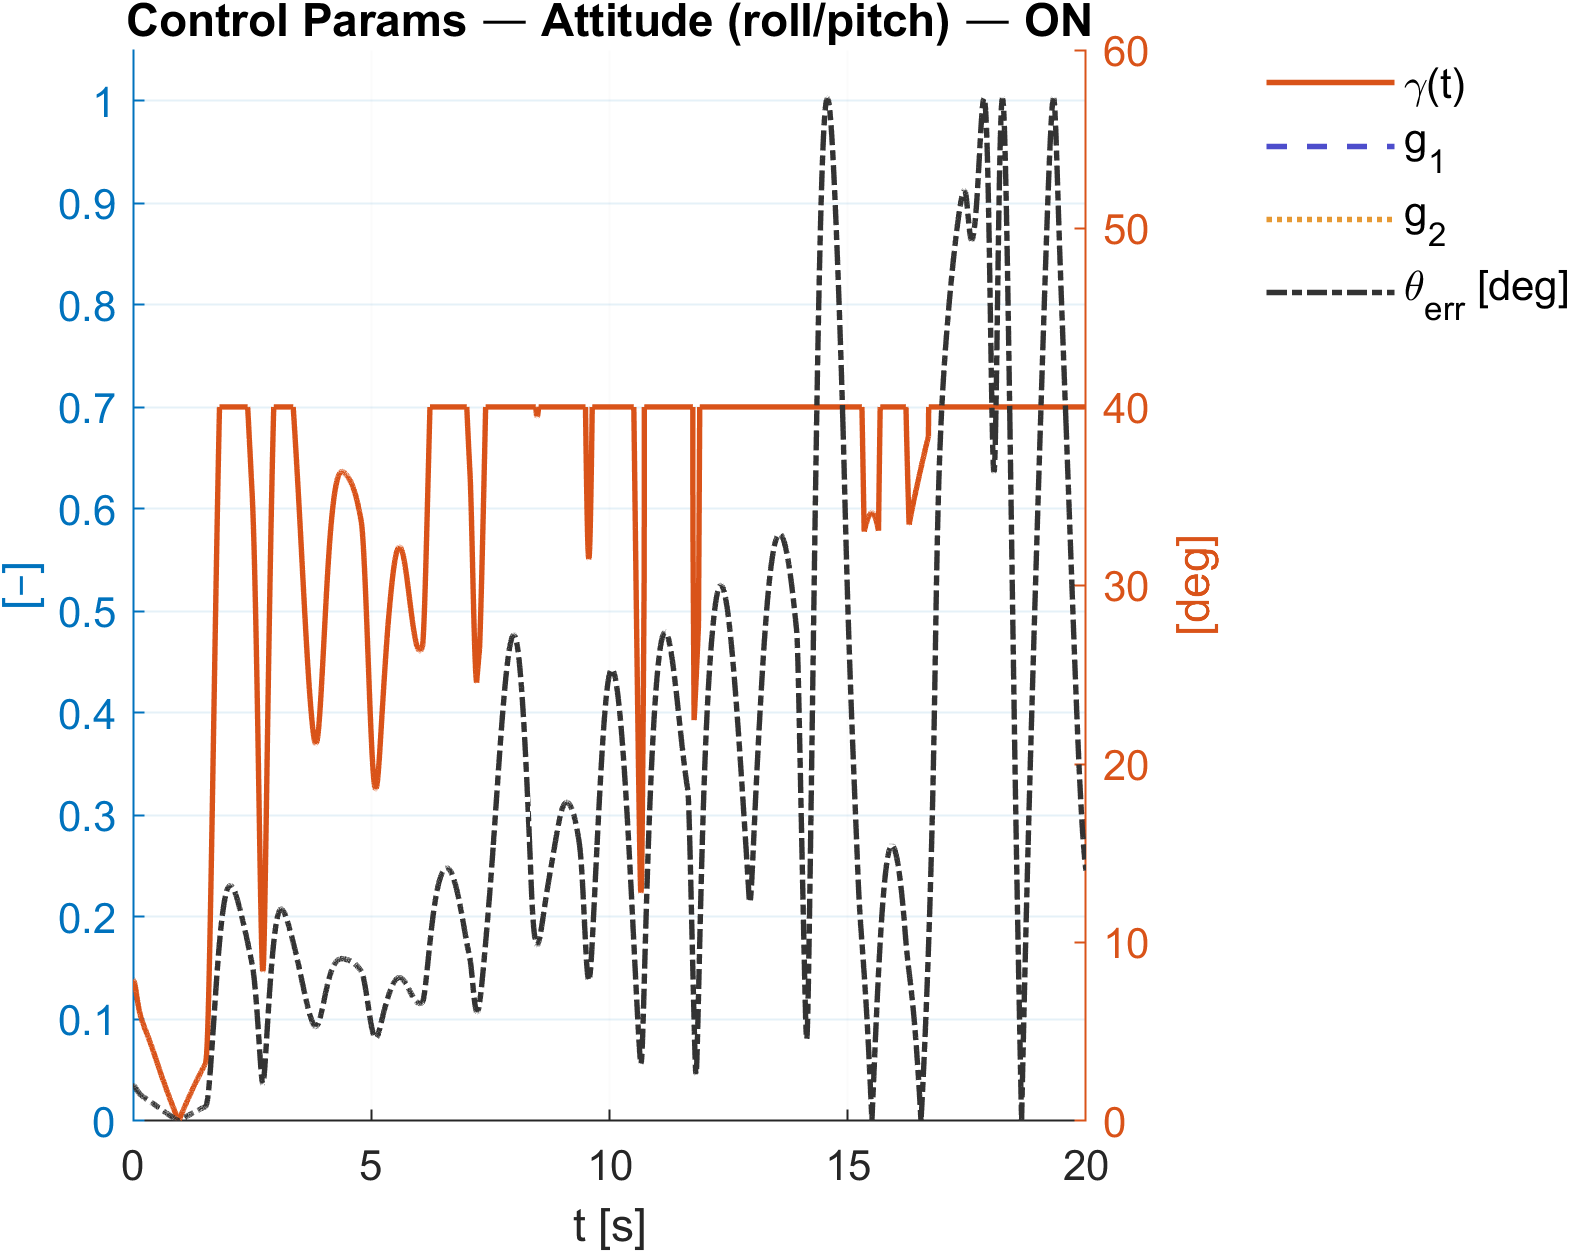 Control Params — Attitude (roll/pitch) — ON
1
0.9
0.8
0.7
0.6
0.5
0.4
0.3
0.2
0.1
0
[−]
60
50
40
30
20
10
0
[deg]
0 5 10 15 20
t [s]
γ(t)
g1
g2
θerr [deg]